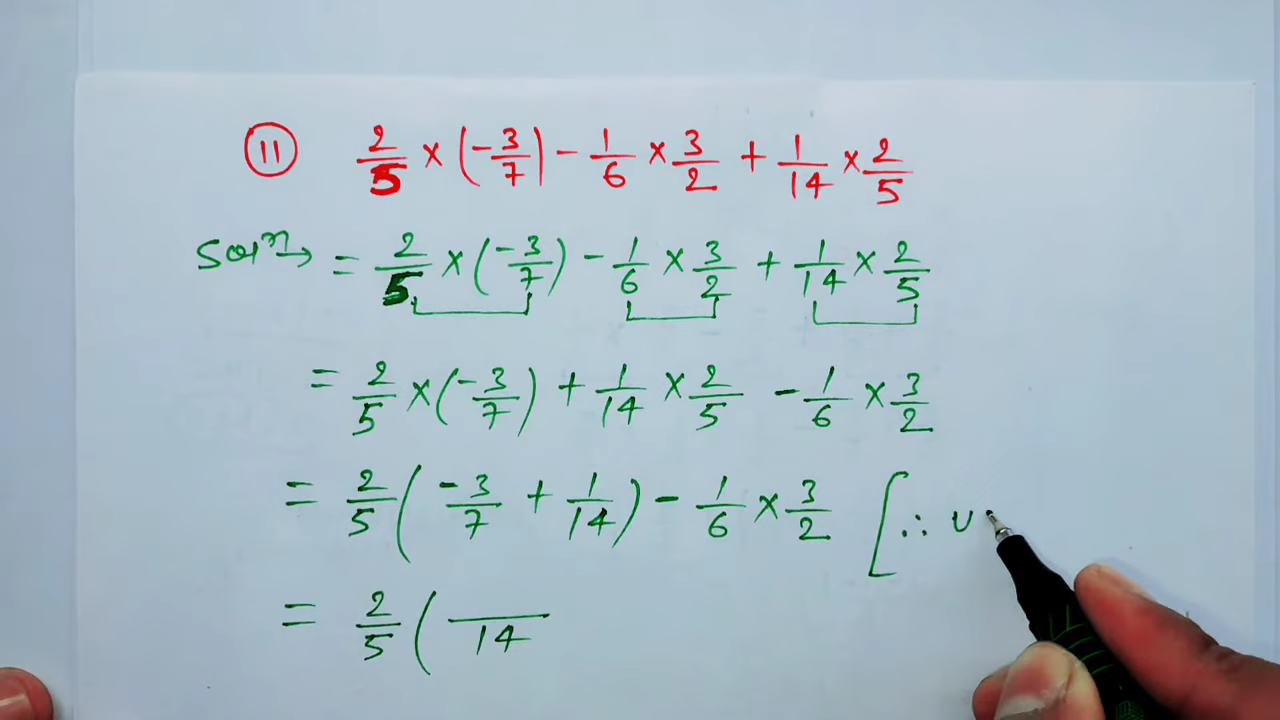 (11) 2/5 × (-3/7) - 1/6 × 3/2 + 1/14 × 2/5
Solⁿ→ = 2/5 × (-3/7) - 1/6 × 3/2 + 1/14 × 2/5
= 2/5 × (-3/7) + 1/14 × 2/5 - 1/6 × 3/2
= 2/5 (-3/7 + 1/14) - 1/6 × 3/2 [∴ u
= 2/5 ( /14